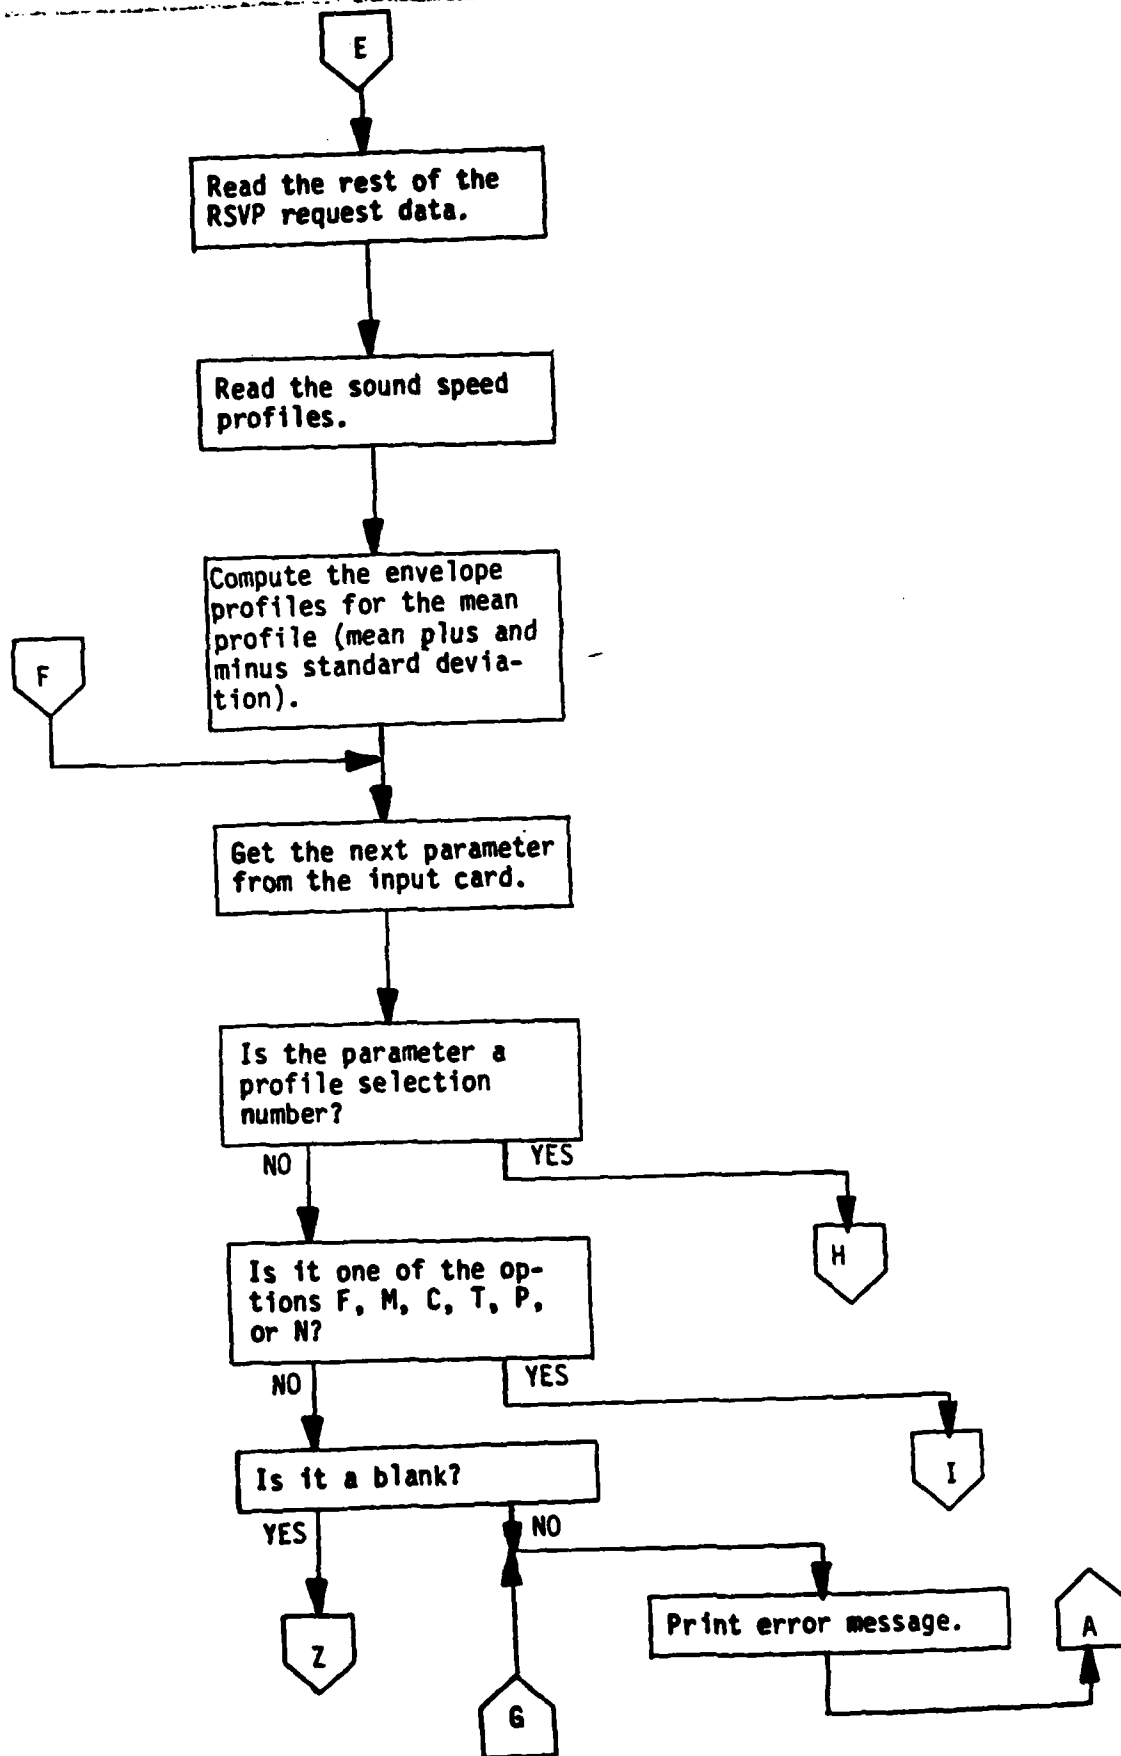 E
Read the rest of the
RSVP request data.
Read the sound speed
profiles.
Compute the envelope
profiles for the mean
profile (mean plus and
minus standard devia-
tion).
F
Get the next parameter
from the input card.
Is the parameter a
profile selection
number?
NO
YES
H
Is it one of the op-
tions F, M, C, T, P,
or N?
NO
YES
I
Is it a blank?
YES
NO
Print error message.
A
Z
G